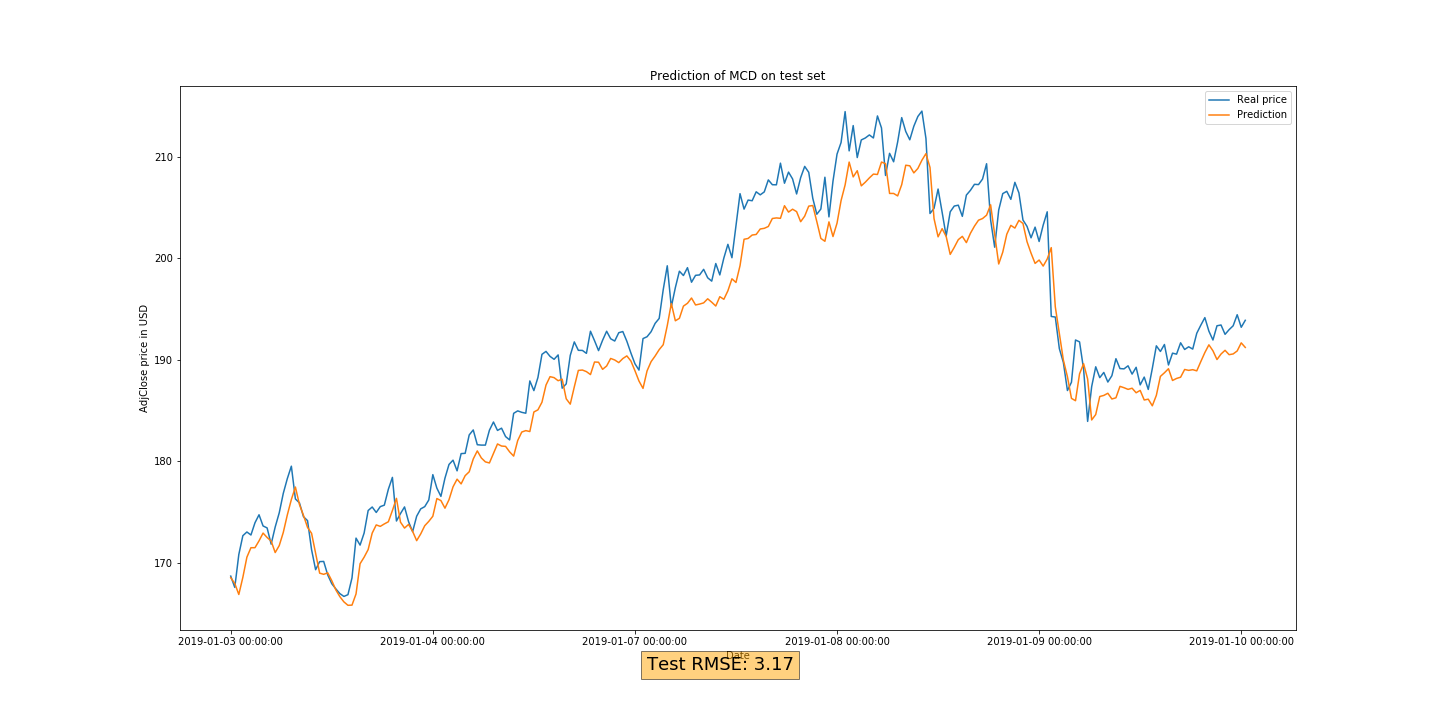 Prediction of MCD on test set
Real price
Prediction
AdjClose price in USD
210
200
190
180
170
2019-01-03 00:00:00
2019-01-04 00:00:00
2019-01-07 00:00:00
2019-01-08 00:00:00
2019-01-09 00:00:00
2019-01-10 00:00:00
Date
Test RMSE: 3.17